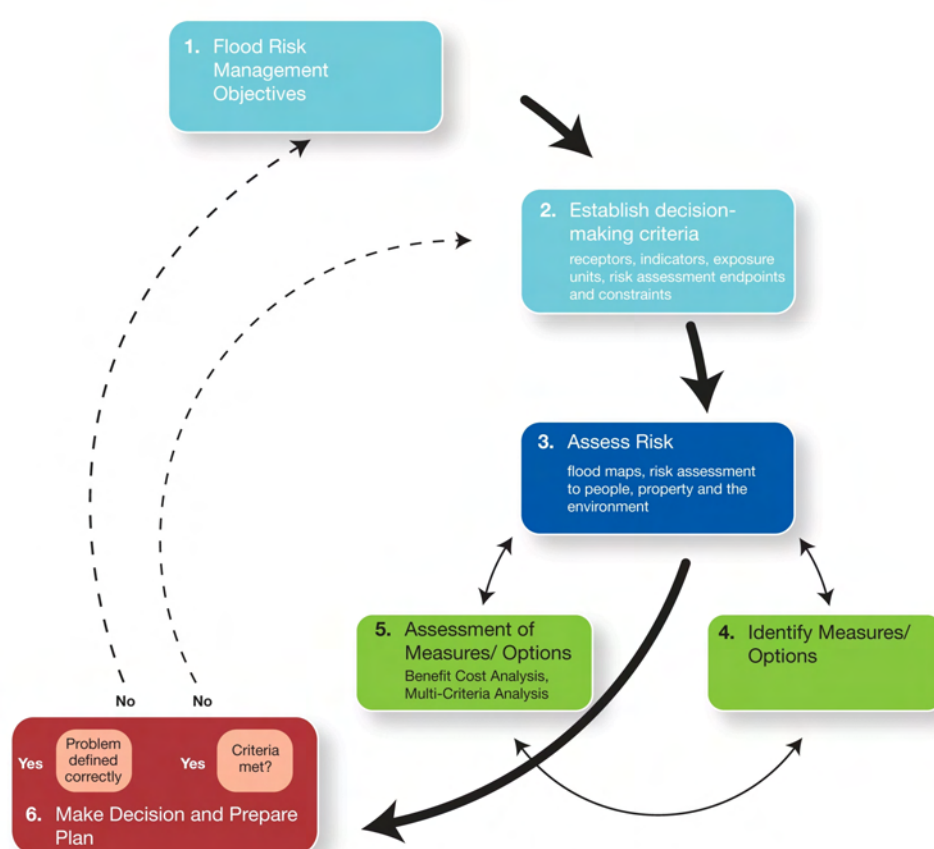 1. Flood Risk
Management
Objectives
2. Establish decision-
making criteria
receptors, indicators, exposure
units, risk assessment endpoints
and constraints
3. Assess Risk
flood maps, risk assessment
to people, property and the
environment
5. Assessment of
Measures/ Options
Benefit Cost Analysis,
Multi-Criteria Analysis
4. Identify Measures/
Options
No
No
Yes
Problem
defined
correctly
Yes
Criteria
met?
6. Make Decision and Prepare
Plan